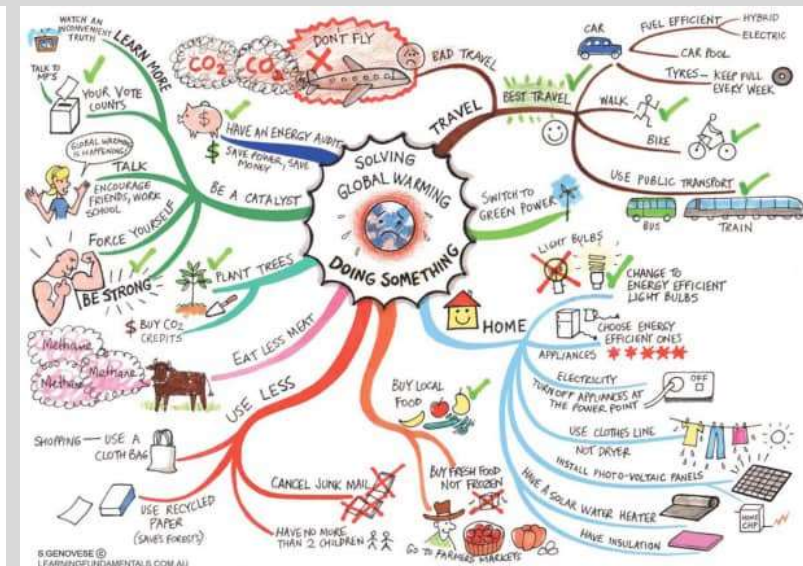 WATCH AN
INCONVENIENT
TRUTH
LEARN MORE
TALK TO
MP'S
YOUR VOTE
COUNTS
GLOBAL WARMING
IS HAPPENING!
TALK
ENCOURAGE
FRIENDS, WORK
SCHOOL
FORCE YOURSELF
BE STRONG
BE A CATALYST
CO2
CO2
DON'T FLY
BAD TRAVEL
TRAVEL
BEST TRAVEL
CAR
FUEL EFFICIENT
HYBRID
ELECTRIC
CAR POOL
TYRES — KEEP FULL
EVERY WEEK
WALK
BIKE
USE PUBLIC TRANSPORT
BUS
TRAIN
$
HAVE AN ENERGY AUDIT
$ SAVE POWER, SAVE
MONEY
SOLVING
GLOBAL WARMING
DOING SOMETHING
SWITCH TO
GREEN POWER
PLANT TREES
$ BUY CO2
CREDITS
EAT LESS MEAT
Methane
Methane
Methane
USE LESS
SHOPPING — USE A
CLOTH BAG
USE RECYCLED
PAPER
(SAVE'S FORESTS)
CANCEL JUNK MAIL
HAVE NO MORE
THAN 2 CHILDREN
BUY LOCAL
FOOD
BUY FRESH FOOD
NOT FROZEN
GO TO FARMERS MARKETS
HOME
LIGHT BULBS
CHANGE TO
ENERGY EFFICIENT
LIGHT BULBS
CHOOSE ENERGY
EFFICIENT ONES
APPLIANCES
ELECTRICITY
TURN OFF APPLIANCES AT
THE POWER POINT
OFF
USE CLOTHES LINE
NOT DRYER
INSTALL PHOTO-VOLTAIC PANELS
HAVE A SOLAR WATER
HEATER
HOME
CHP
HAVE INSULATION
S.GENOVESE ©
LEARNINGFUNDAMENTALS.COM.AU